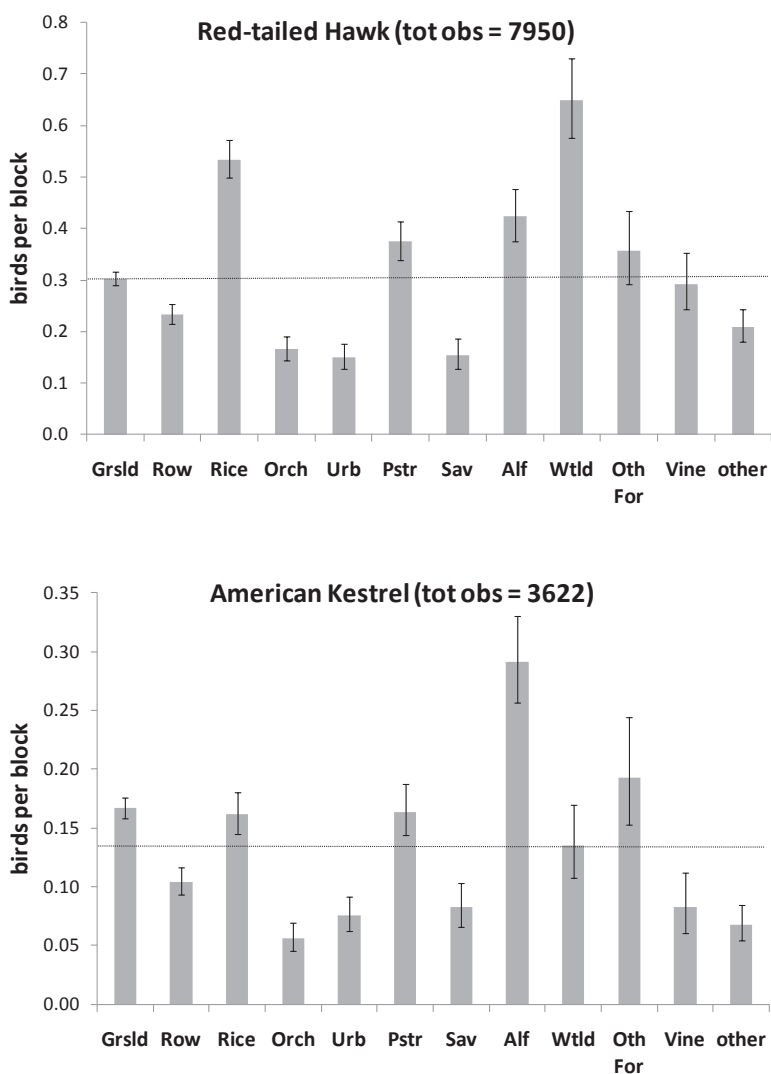 Red-tailed Hawk (tot obs = 7950)
birds per block
0.8
0.7
0.6
0.5
0.4
0.3
0.2
0.1
0.0
Grsld Row Rice Orch Urb Pstr Sav Alf Wtld Oth For Vine other
American Kestrel (tot obs = 3622)
birds per block
0.35
0.30
0.25
0.20
0.15
0.10
0.05
0.00
Grsld Row Rice Orch Urb Pstr Sav Alf Wtld Oth For Vine other